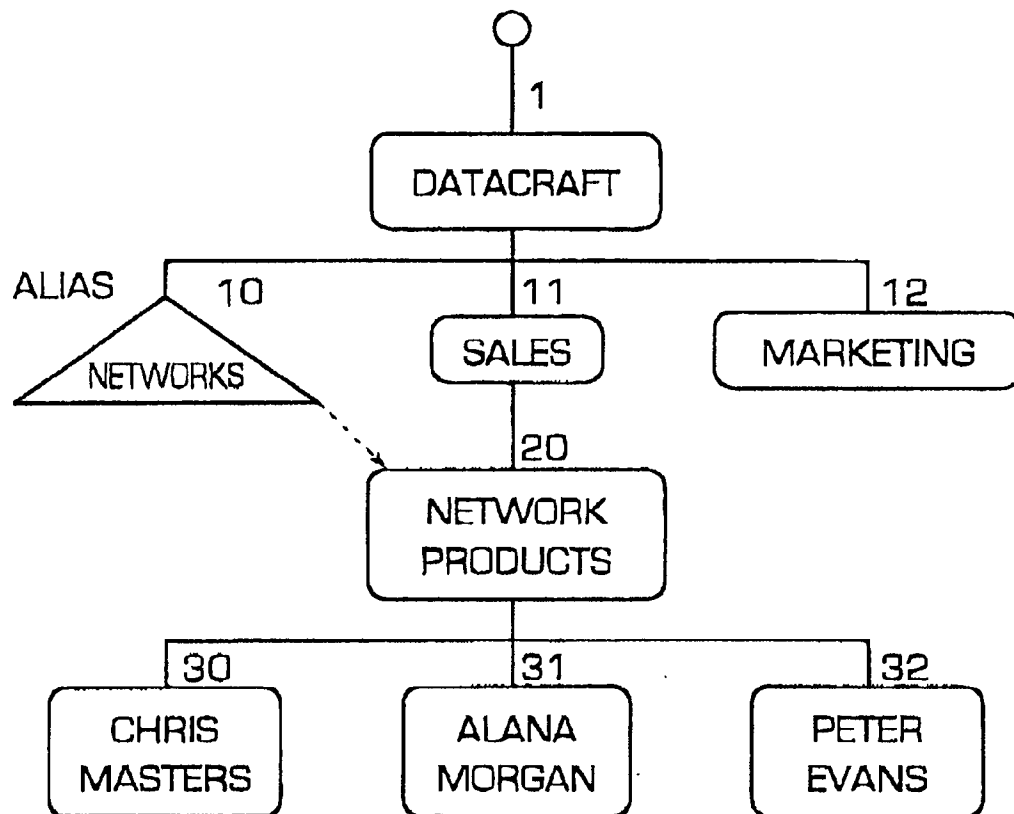 1
DATACRAFT
ALIAS
10
11
12
NETWORKS
SALES
MARKETING
20
NETWORK
PRODUCTS
30
31
32
CHRIS
MASTERS
ALANA
MORGAN
PETER
EVANS